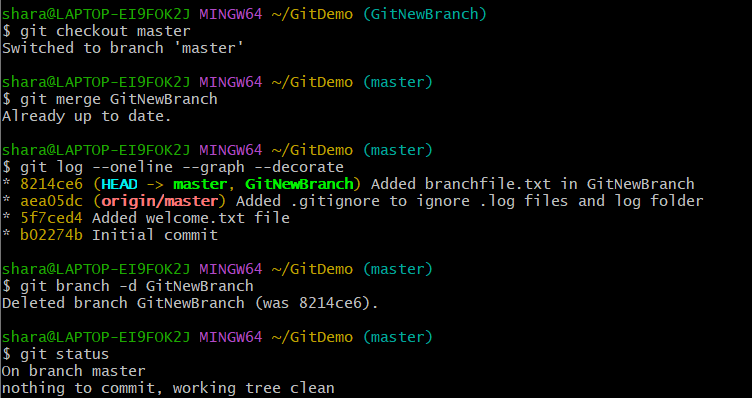 shara@LAPTOP-EI9FOK2J MINGW64 ~/GitDemo (GitNewBranch)
$ git checkout master
Switched to branch 'master'
shara@LAPTOP-EI9FOK2J MINGW64 ~/GitDemo (master)
$ git merge GitNewBranch
Already up to date.
shara@LAPTOP-EI9FOK2J MINGW64 ~/GitDemo (master)
$ git log --oneline --graph --decorate
* 8214ce6 (HEAD -> master, GitNewBranch) Added branchfile.txt in GitNewBranch
* aea05dc (origin/master) Added .gitignore to ignore .log files and log folder
* 5f7ced4 Added welcome.txt file
* b02274b Initial commit
shara@LAPTOP-EI9FOK2J MINGW64 ~/GitDemo (master)
$ git branch -d GitNewBranch
Deleted branch GitNewBranch (was 8214ce6).
shara@LAPTOP-EI9FOK2J MINGW64 ~/GitDemo (master)
$ git status
On branch master
nothing to commit, working tree clean